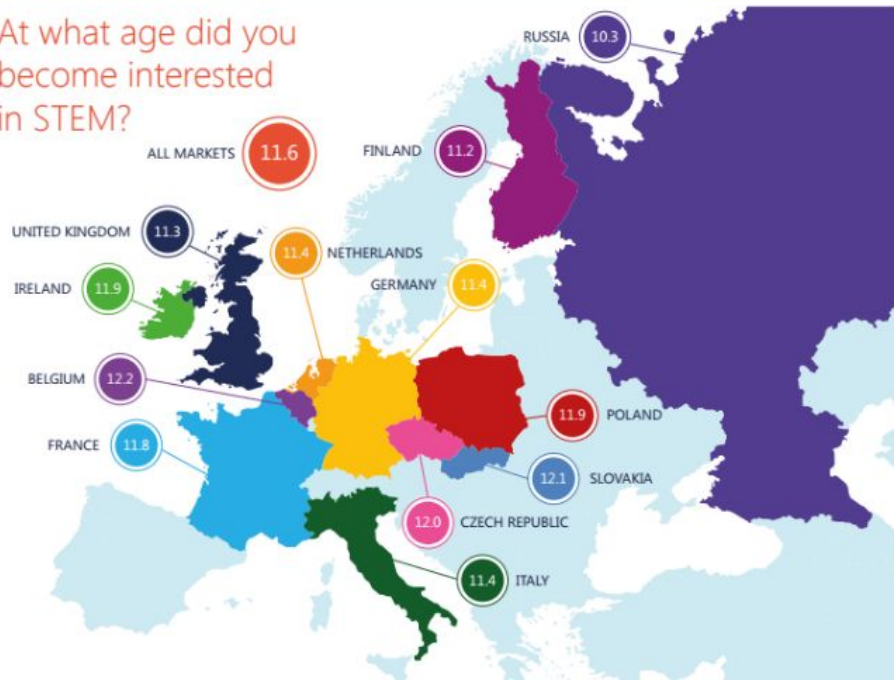 At what age did you
become interested
in STEM?
ALL MARKETS 11.6
RUSSIA 10.3
FINLAND 11.2
UNITED KINGDOM 11.3
11.4 NETHERLANDS
IRELAND 11.9
GERMANY 11.4
BELGIUM 12.2
11.9 POLAND
FRANCE 11.8
12.1 SLOVAKIA
12.0 CZECH REPUBLIC
11.4 ITALY